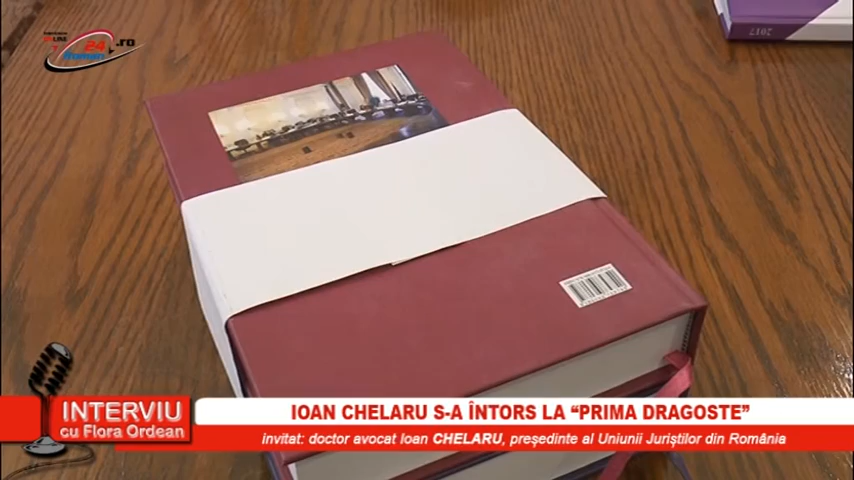 24.ro
2017
INTERVIU
cu Flora Ordean
IOAN CHELARU S-A ÎNTORS LA “PRIMA DRAGOSTE”
invitat: doctor avocat Ioan CHELARU, președinte al Uniunii Juriștilor din România